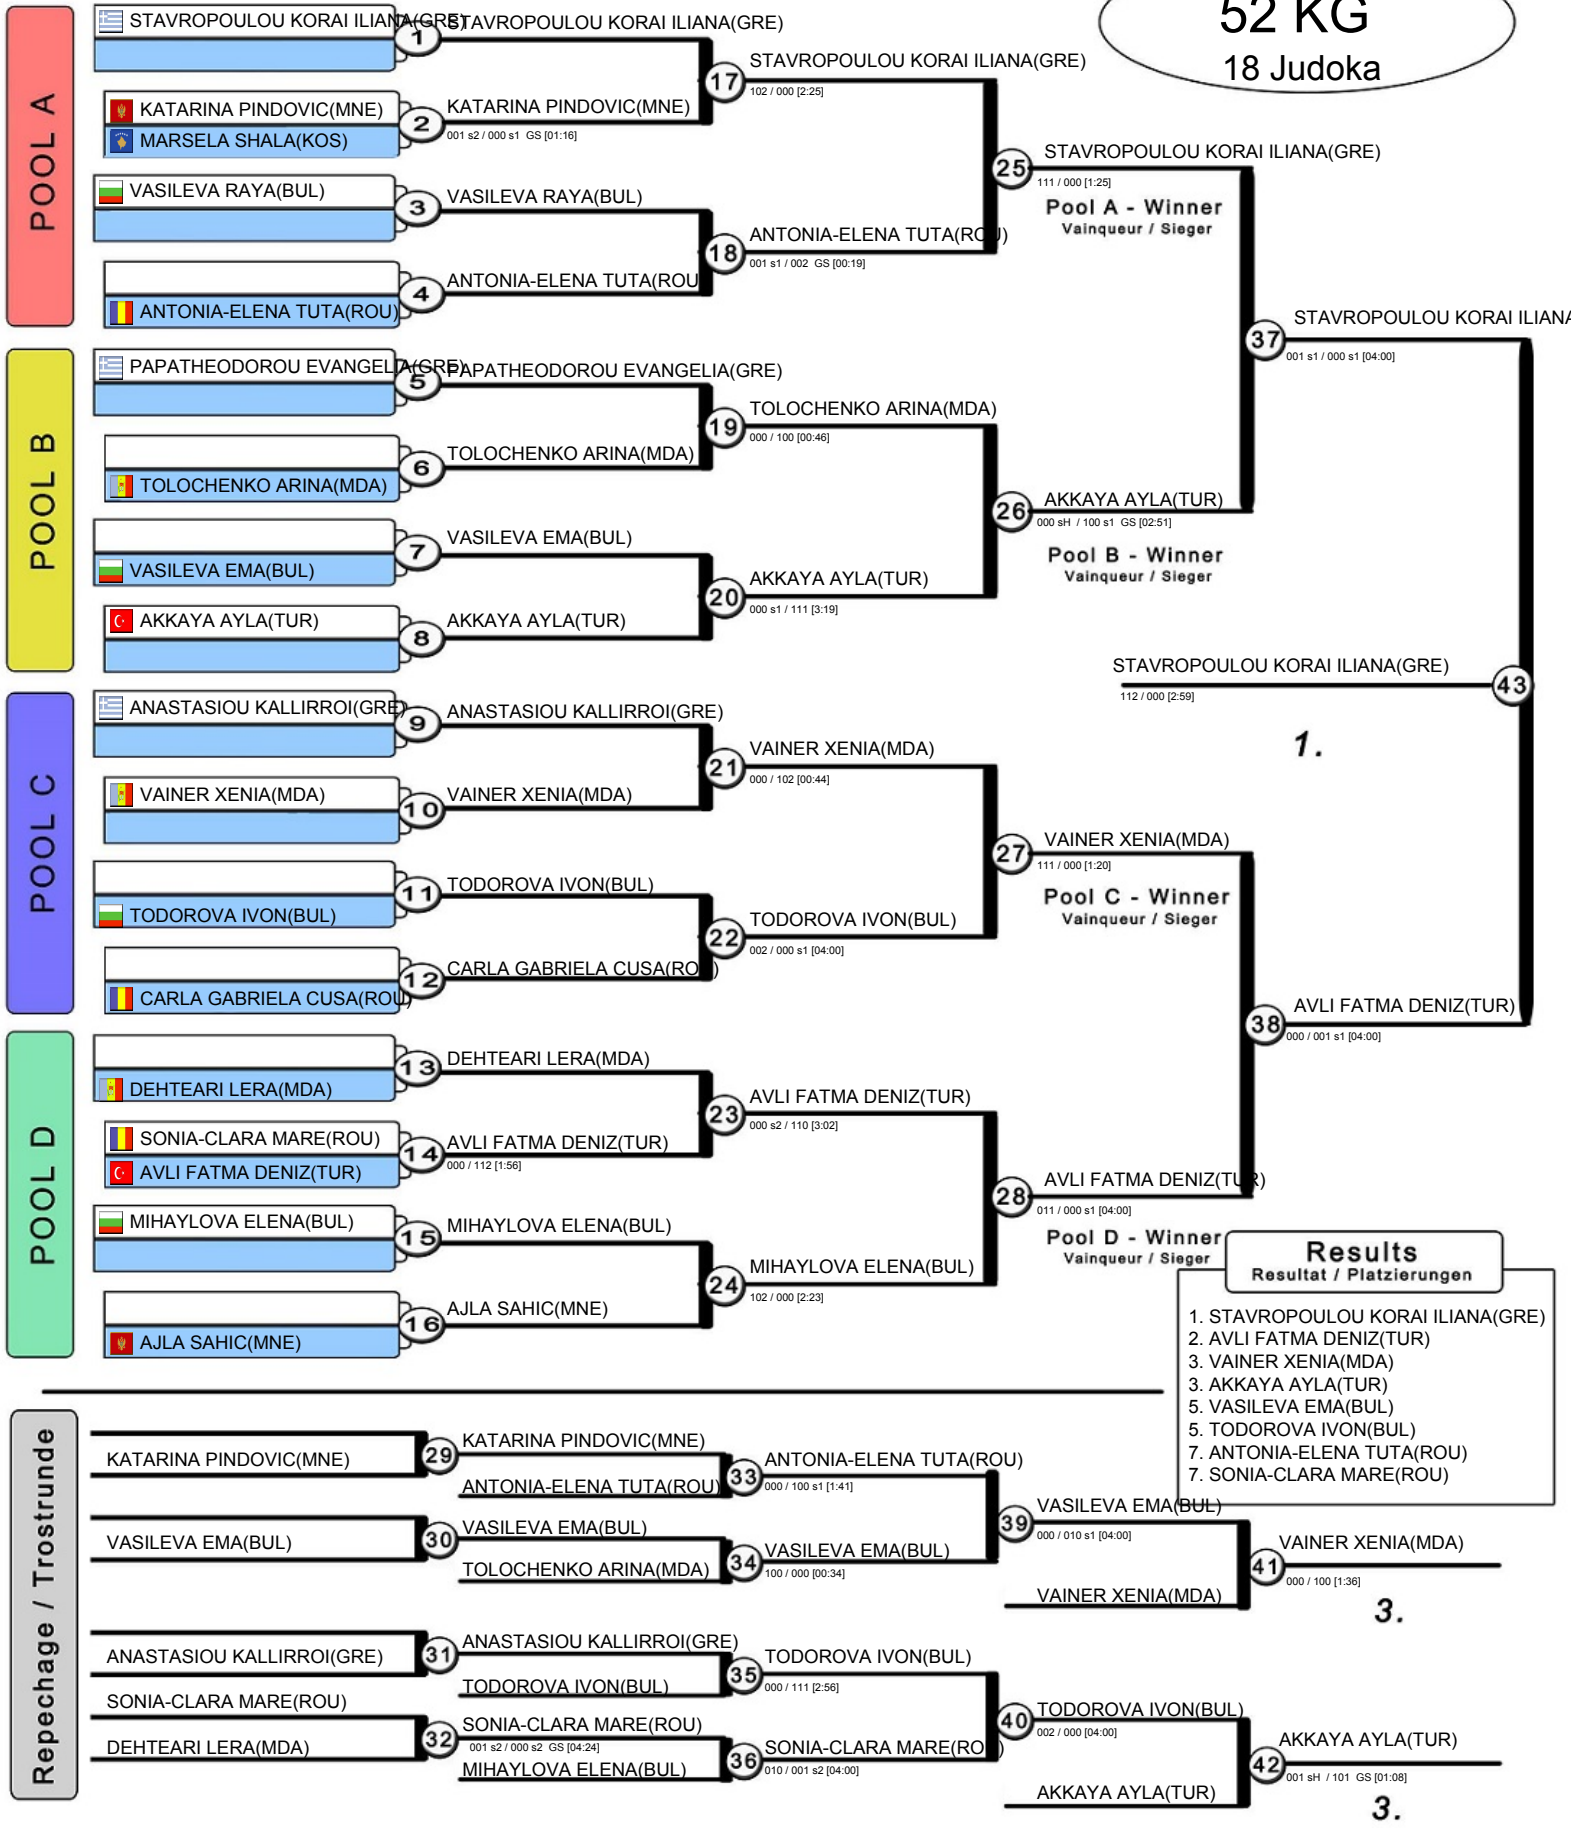 52 KG
18 Judoka
POOL A
STAVROPOULOU KORAI ILIANA(GRE)
1
KATARINA PINDOVIC(MNE)
MARSELA SHALA(KOS)
2
VASILEVA RAYA(BUL)
3
ANTONIA-ELENA TUTA(ROU)
4
POOL B
PAPATHEODOROU EVANGELIA(GRE)
5
TOLOCHENKO ARINA(MDA)
6
VASILEVA EMA(BUL)
7
AKKAYA AYLA(TUR)
8
POOL C
ANASTASIOU KALLIRROI(GRE)
9
VAINER XENIA(MDA)
10
TODOROVA IVON(BUL)
11
CARLA GABRIELA CUSA(ROU)
12
POOL D
DEHTEARI LERA(MDA)
13
SONIA-CLARA MARE(ROU)
AVLI FATMA DENIZ(TUR)
14
MIHAYLOVA ELENA(BUL)
15
AJLA SAHIC(MNE)
16
STAVROPOULOU KORAI ILIANA(GRE)
KATARINA PINDOVIC(MNE)
001 s2 / 000 s1 GS [01:16]
17
VASILEVA RAYA(BUL)
ANTONIA-ELENA TUTA(ROU
18
PAPATHEODOROU EVANGELIA(GRE)
TOLOCHENKO ARINA(MDA)
19
VASILEVA EMA(BUL)
AKKAYA AYLA(TUR)
20
ANASTASIOU KALLIRROI(GRE)
VAINER XENIA(MDA)
21
TODOROVA IVON(BUL)
CARLA GABRIELA CUSA(ROU)
22
DEHTEARI LERA(MDA)
AVLI FATMA DENIZ(TUR)
000 / 112 [1:56]
23
MIHAYLOVA ELENA(BUL)
AJLA SAHIC(MNE)
24
STAVROPOULOU KORAI ILIANA(GRE)
102 / 000 [2:25]
ANTONIA-ELENA TUTA(ROU)
001 s1 / 002 GS [00:19]
25
TOLOCHENKO ARINA(MDA)
000 / 100 [00:46]
AKKAYA AYLA(TUR)
000 s1 / 111 [3:19]
26
VAINER XENIA(MDA)
000 / 102 [00:44]
TODOROVA IVON(BUL)
002 / 000 s1 [04:00]
27
AVLI FATMA DENIZ(TUR)
000 s2 / 110 [3:02]
MIHAYLOVA ELENA(BUL)
102 / 000 [2:23]
28
STAVROPOULOU KORAI ILIANA(GRE)
111 / 000 [1:25]
Pool A - Winner
Vainqueur / Sieger
AKKAYA AYLA(TUR)
000 sH / 100 s1 GS [02:51]
Pool B - Winner
Vainqueur / Sieger
37
VAINER XENIA(MDA)
111 / 000 [1:20]
Pool C - Winner
Vainqueur / Sieger
AVLI FATMA DENIZ(TUR)
011 / 000 s1 [04:00]
Pool D - Winner
Vainqueur / Sieger
38
STAVROPOULOU KORAI ILIANA
001 s1 / 000 s1 [04:00]
AVLI FATMA DENIZ(TUR)
000 / 001 s1 [04:00]
STAVROPOULOU KORAI ILIANA(GRE)
112 / 000 [2:59]
43
1.
Results
Resultat / Platzierungen
1. STAVROPOULOU KORAI ILIANA(GRE)
2. AVLI FATMA DENIZ(TUR)
3. VAINER XENIA(MDA)
3. AKKAYA AYLA(TUR)
5. VASILEVA EMA(BUL)
5. TODOROVA IVON(BUL)
7. ANTONIA-ELENA TUTA(ROU)
7. SONIA-CLARA MARE(ROU)
Repechage / Trostrunde
KATARINA PINDOVIC(MNE)
29
VASILEVA EMA(BUL)
30
ANASTASIOU KALLIRROI(GRE)
31
SONIA-CLARA MARE(ROU)
DEHTEARI LERA(MDA)
32
KATARINA PINDOVIC(MNE)
ANTONIA-ELENA TUTA(ROU)
33
VASILEVA EMA(BUL)
TOLOCHENKO ARINA(MDA)
34
ANASTASIOU KALLIRROI(GRE)
TODOROVA IVON(BUL)
35
SONIA-CLARA MARE(ROU)
001 s2 / 000 s2 GS [04:24]
MIHAYLOVA ELENA(BUL)
36
ANTONIA-ELENA TUTA(ROU)
000 / 100 s1 [1:41]
VASILEVA EMA(BUL)
100 / 000 [00:34]
39
TODOROVA IVON(BUL)
000 / 111 [2:56]
SONIA-CLARA MARE(ROU)
010 / 001 s2 [04:00]
40
VASILEVA EMA(BUL)
000 / 010 s1 [04:00]
VAINER XENIA(MDA)
41
TODOROVA IVON(BUL)
002 / 000 [04:00]
AKKAYA AYLA(TUR)
42
VAINER XENIA(MDA)
000 / 100 [1:36]
3.
AKKAYA AYLA(TUR)
001 sH / 101 GS [01:08]
3.